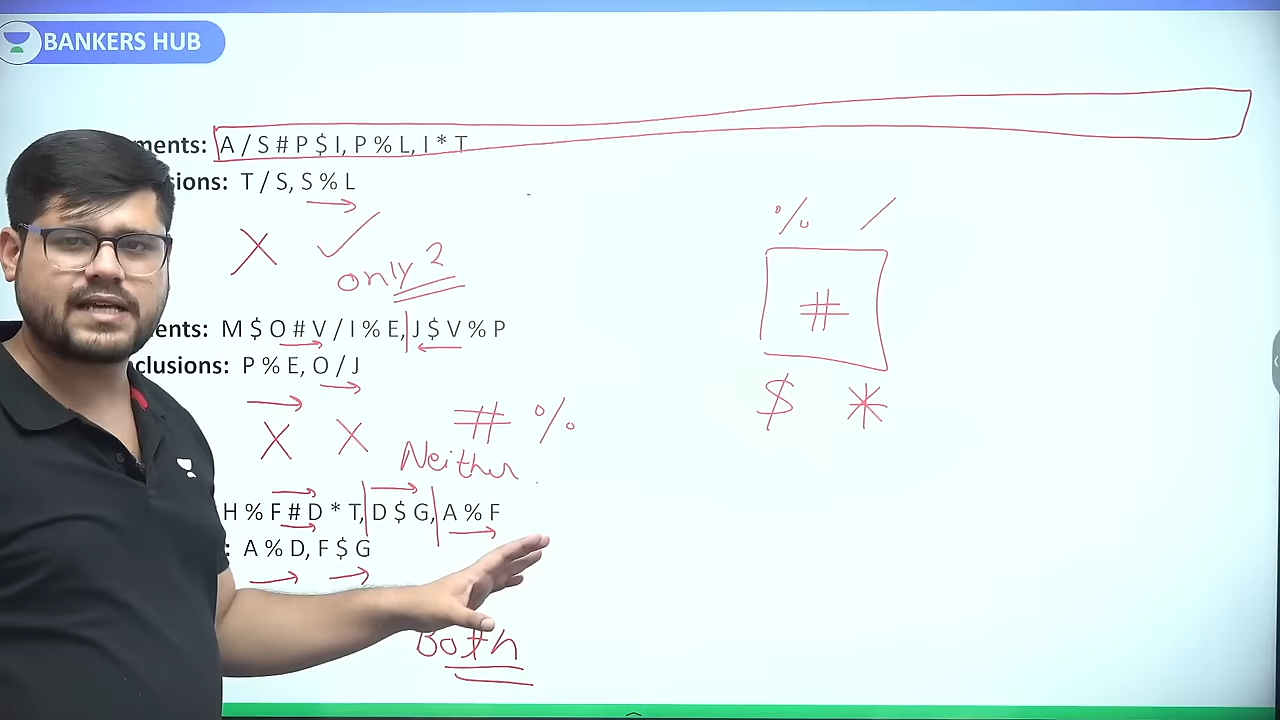 BANKERS HUB
ments: A / S # P $ I, P % L, I * T
sions: T / S, S % L
% /
X ✓
only 2
#
ents: M $ O # V / I % E, J $ V % P
clusions: P % E, O / J
$ *
# %
X X
Neither
H % F # D * T, D $ G, A % F
: A % D, F $ G
Both